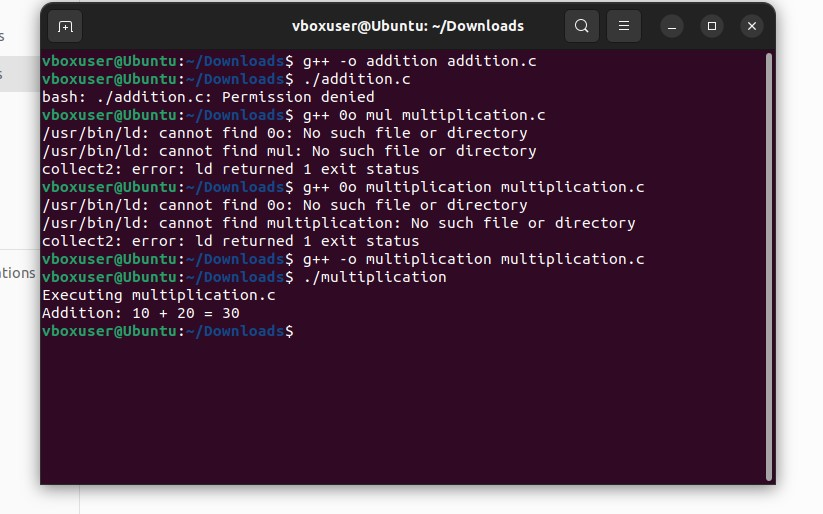 vboxuser@Ubuntu: ~/Downloads
s
s
ations
vboxuser@Ubuntu:~/Downloads$ g++ -o addition addition.c
vboxuser@Ubuntu:~/Downloads$ ./addition.c
bash: ./addition.c: Permission denied
vboxuser@Ubuntu:~/Downloads$ g++ 0o mul multiplication.c
/usr/bin/ld: cannot find 0o: No such file or directory
/usr/bin/ld: cannot find mul: No such file or directory
collect2: error: ld returned 1 exit status
vboxuser@Ubuntu:~/Downloads$ g++ 0o multiplication multiplication.c
/usr/bin/ld: cannot find 0o: No such file or directory
/usr/bin/ld: cannot find multiplication: No such file or directory
collect2: error: ld returned 1 exit status
vboxuser@Ubuntu:~/Downloads$ g++ -o multiplication multiplication.c
vboxuser@Ubuntu:~/Downloads$ ./multiplication
Executing multiplication.c
Addition: 10 + 20 = 30
vboxuser@Ubuntu:~/Downloads$